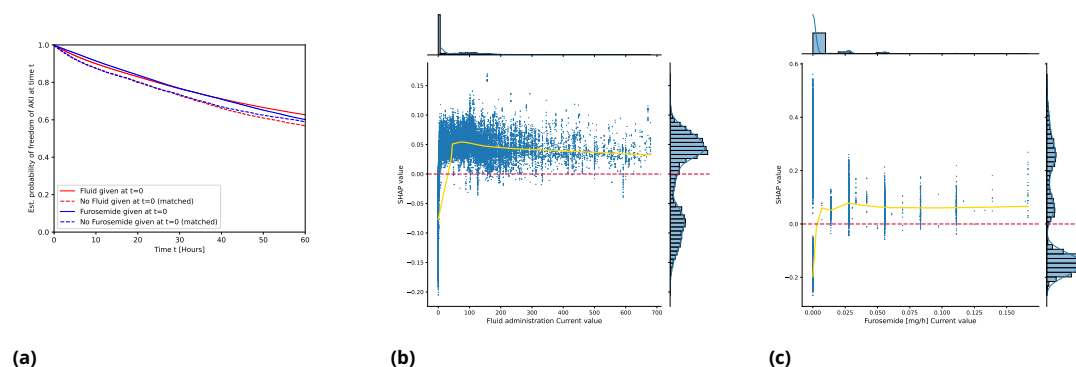 1.0
0.8
0.6
0.4
0.2
0.0
Est. probability of freedom of AKI at time t
Fluid given at t=0
No Fluid given at t=0 (matched)
Furosemide given at t=0
No Furosemide given at t=0 (matched)
0 10 20 30 40 50 60
Time t [Hours]
(a)
0.15
0.10
0.05
0.00
−0.05
−0.10
−0.15
−0.20
SHAP value
0 100 200 300 400 500 600 700
Fluid administration Current value
(b)
0.6
0.4
0.2
0.0
−0.2
SHAP value
0.000 0.025 0.050 0.075 0.100 0.125 0.150
Furosemide [mg/h] Current value
(c)